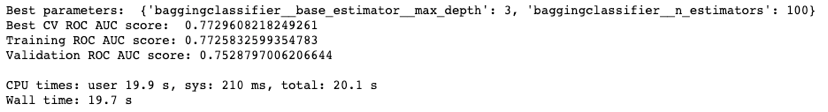 Best parameters:  {'baggingclassifier__base_estimator__max_depth': 3, 'baggingclassifier__n_estimators': 100}
Best CV ROC AUC score:  0.7729608218249261
Training ROC AUC score: 0.7725832599354783
Validation ROC AUC score: 0.7528797006206644
CPU times: user 19.9 s, sys: 210 ms, total: 20.1 s
Wall time: 19.7 s